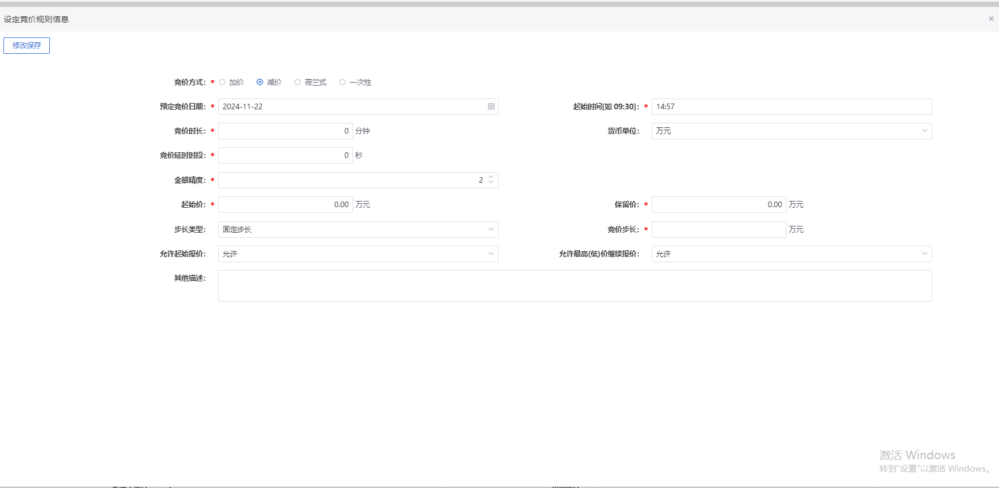 设定竞价规则信息
×
修改保存
竞价方式: * 加价 减价 荷兰式 一次性
预定竞价日期: * 2024-11-22 起始时间[如 09:30]: * 14:57
竞价时长: * 0 分钟 货币单位: 万元
竞价延时时段: * 0 秒
金额精度: * 2
起始价: * 0.00 万元 保留价: * 0.00 万元
步长类型: 固定步长 竞价步长: * 万元
允许起始报价: 允许 允许最高(低)价继续报价: 允许
其他描述:
激活 Windows
转到"设置"以激活 Windows。